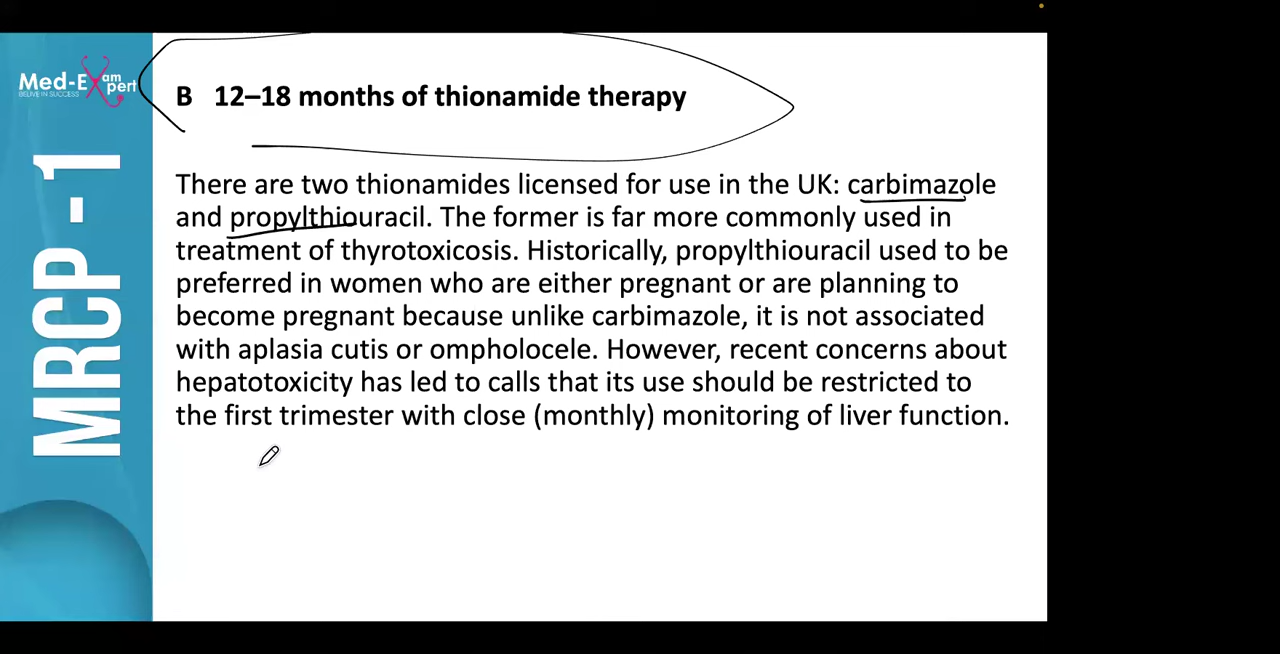 Med-Exam
pert
BELIVE IN SUCCESS
MRCP - 1
B 12–18 months of thionamide therapy
There are two thionamides licensed for use in the UK: carbimazole
and propylthiouracil. The former is far more commonly used in
treatment of thyrotoxicosis. Historically, propylthiouracil used to be
preferred in women who are either pregnant or are planning to
become pregnant because unlike carbimazole, it is not associated
with aplasia cutis or ompholocele. However, recent concerns about
hepatotoxicity has led to calls that its use should be restricted to
the first trimester with close (monthly) monitoring of liver function.